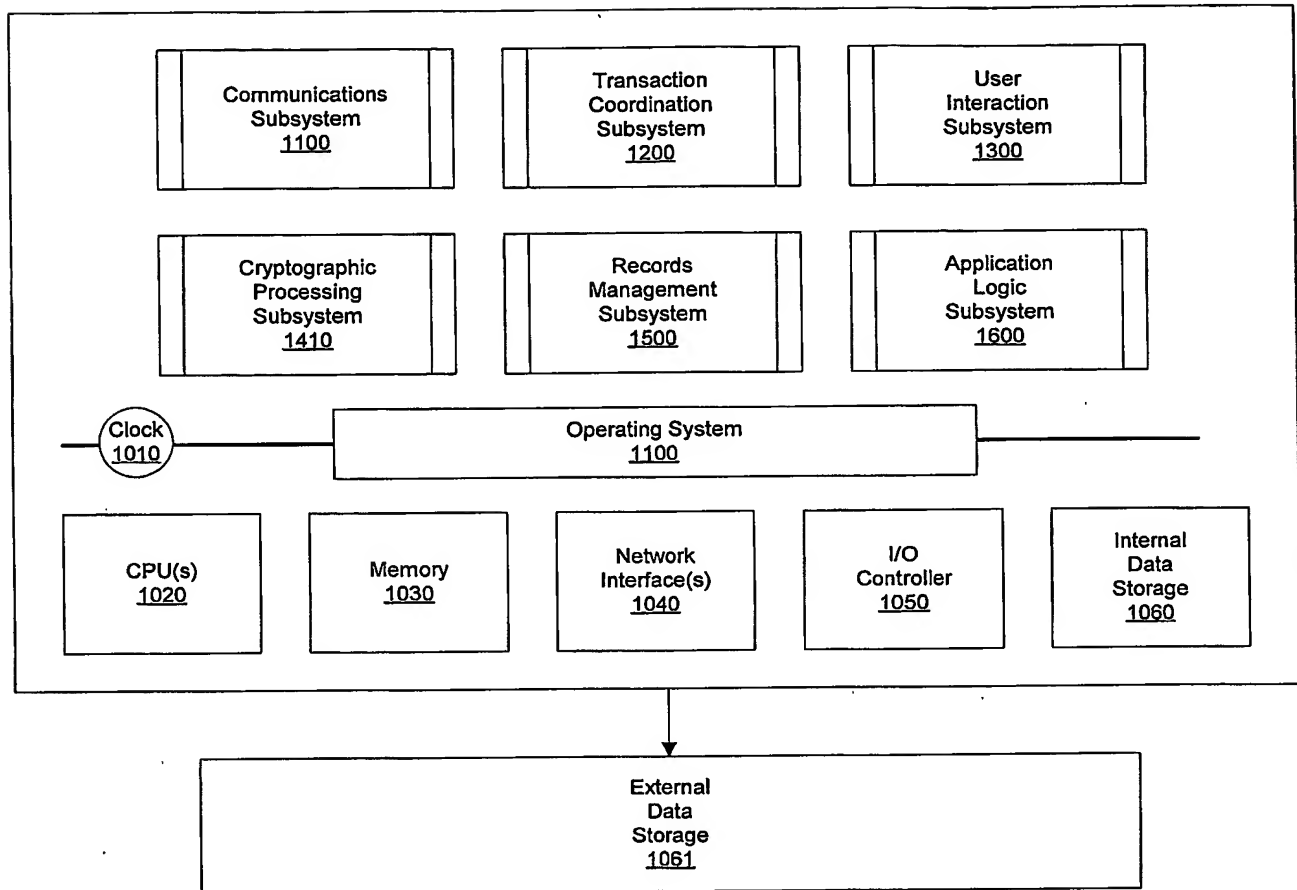 Communications
Subsystem
1100
Transaction
Coordination
Subsystem
1200
User
Interaction
Subsystem
1300
Cryptographic
Processing
Subsystem
1410
Records
Management
Subsystem
1500
Application
Logic
Subsystem
1600
Clock
1010
Operating System
1100
CPU(s)
1020
Memory
1030
Network
Interface(s)
1040
I/O
Controller
1050
Internal
Data
Storage
1060
External
Data
Storage
1061